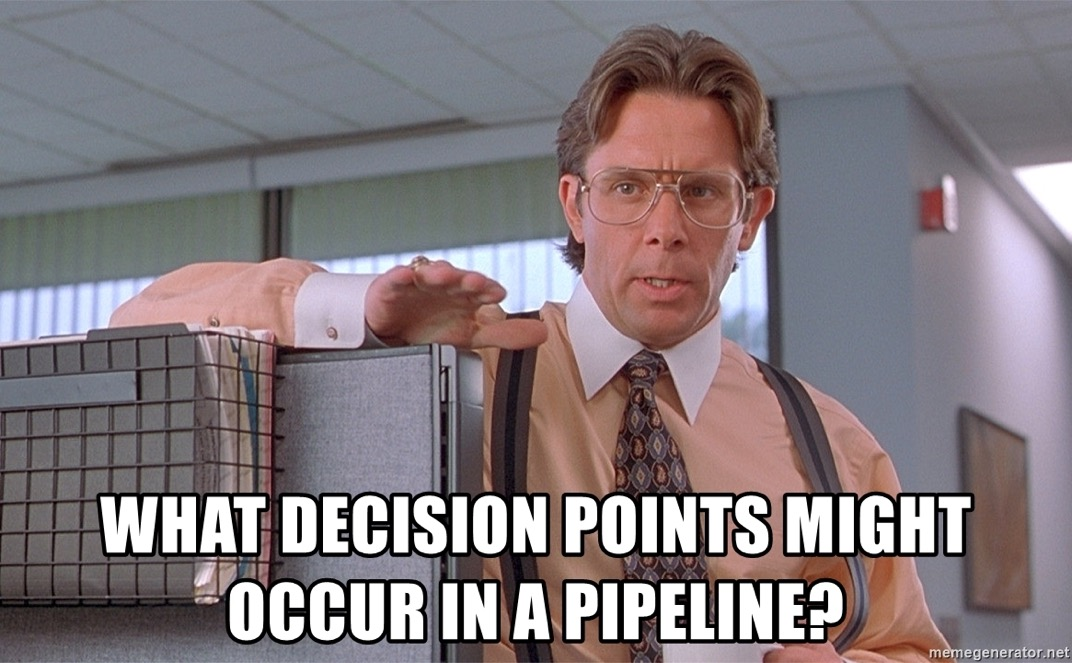 WHAT DECISION POINTS MIGHT
OCCUR IN A PIPELINE?
memegenerator.net